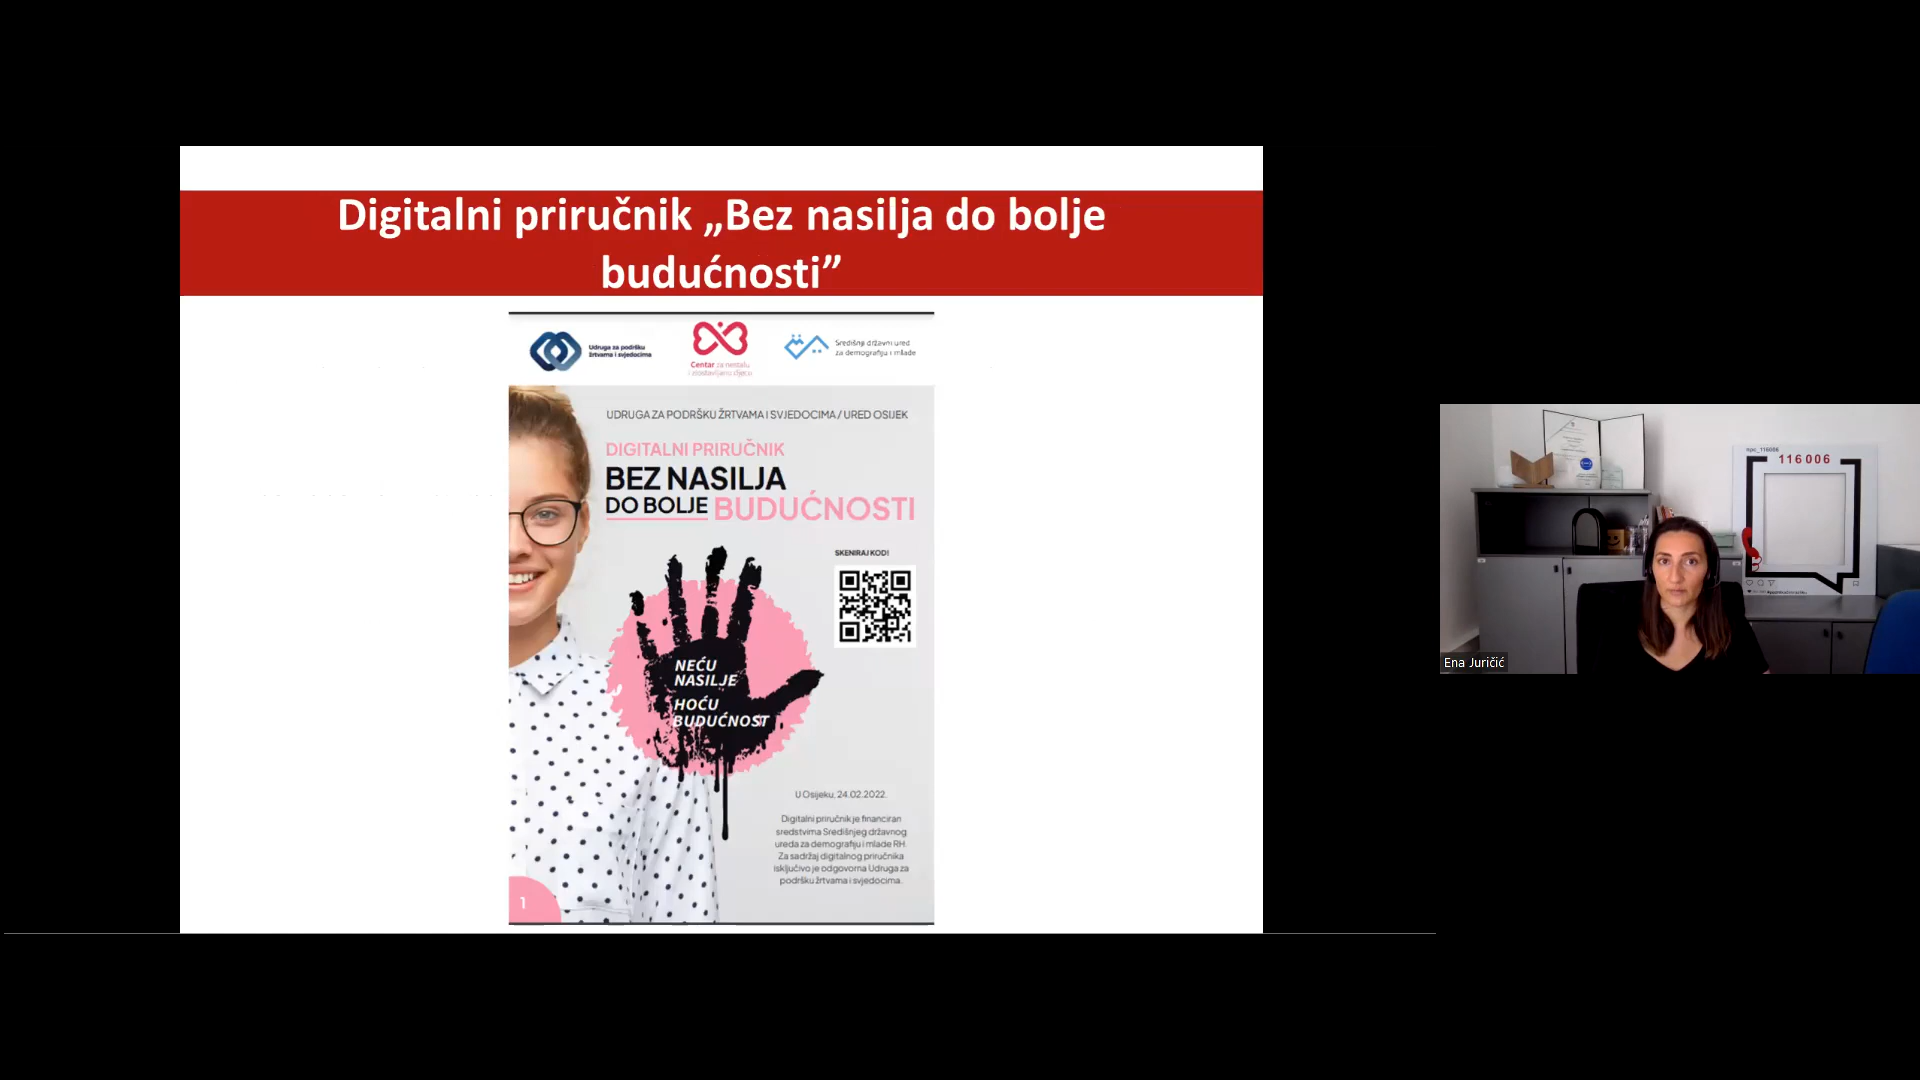 Digitalni priručnik „Bez nasilja do bolje
budućnosti”
Udruga za podršku
žrtvama i svjedocima
Centar za nestalu
i zlostavljanu djecu
Središnji državni ured
za demografiju i mlade
UDRUGA ZA PODRŠKU ŽRTVAMA I SVJEDOCIMA / URED OSIJEK
DIGITALNI PRIRUČNIK
BEZ NASILJA
DO BOLJE BUDUĆNOSTI
SKENIRAJ KOD!
NEĆU
NASILJE
HOĆU
BUDUĆNOST
U Osijeku, 24.02.2022.
Digitalni priručnik je financiran
sredstvima Središnjeg državnog
ureda za demografiju i mlade RH.
Za sadržaj digitalnog priručnika
isključivo je odgovorna Udruga za
podršku žrtvama i svjedocima.
1
npc_116006
116 006
Ena Juričić